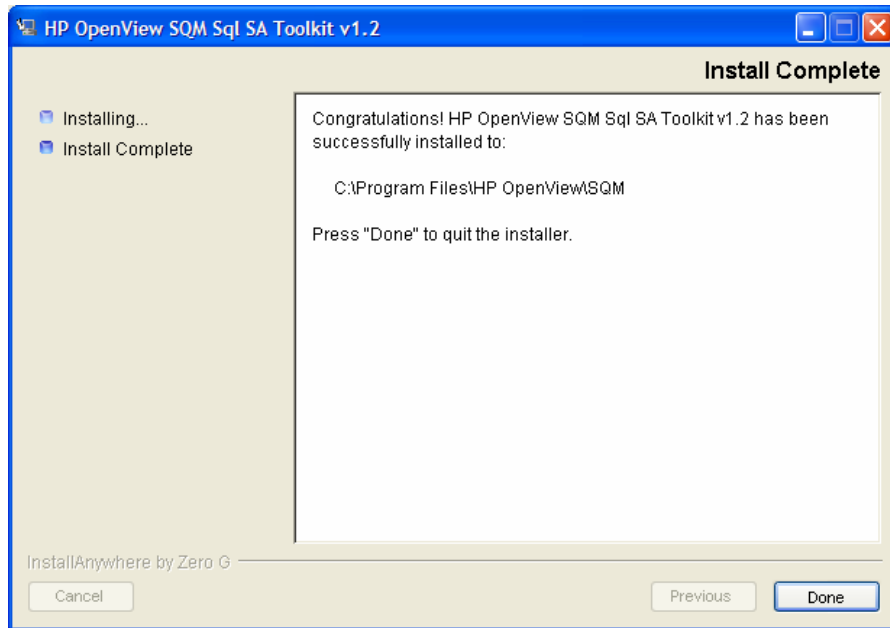 HP OpenView SQM Sql SA Toolkit v1.2
Install Complete
Installing...
Install Complete
Congratulations! HP OpenView SQM Sql SA Toolkit v1.2 has been
successfully installed to:
C:\Program Files\HP OpenView\SQM
Press "Done" to quit the installer.
InstallAnywhere by Zero G
Cancel
Previous
Done